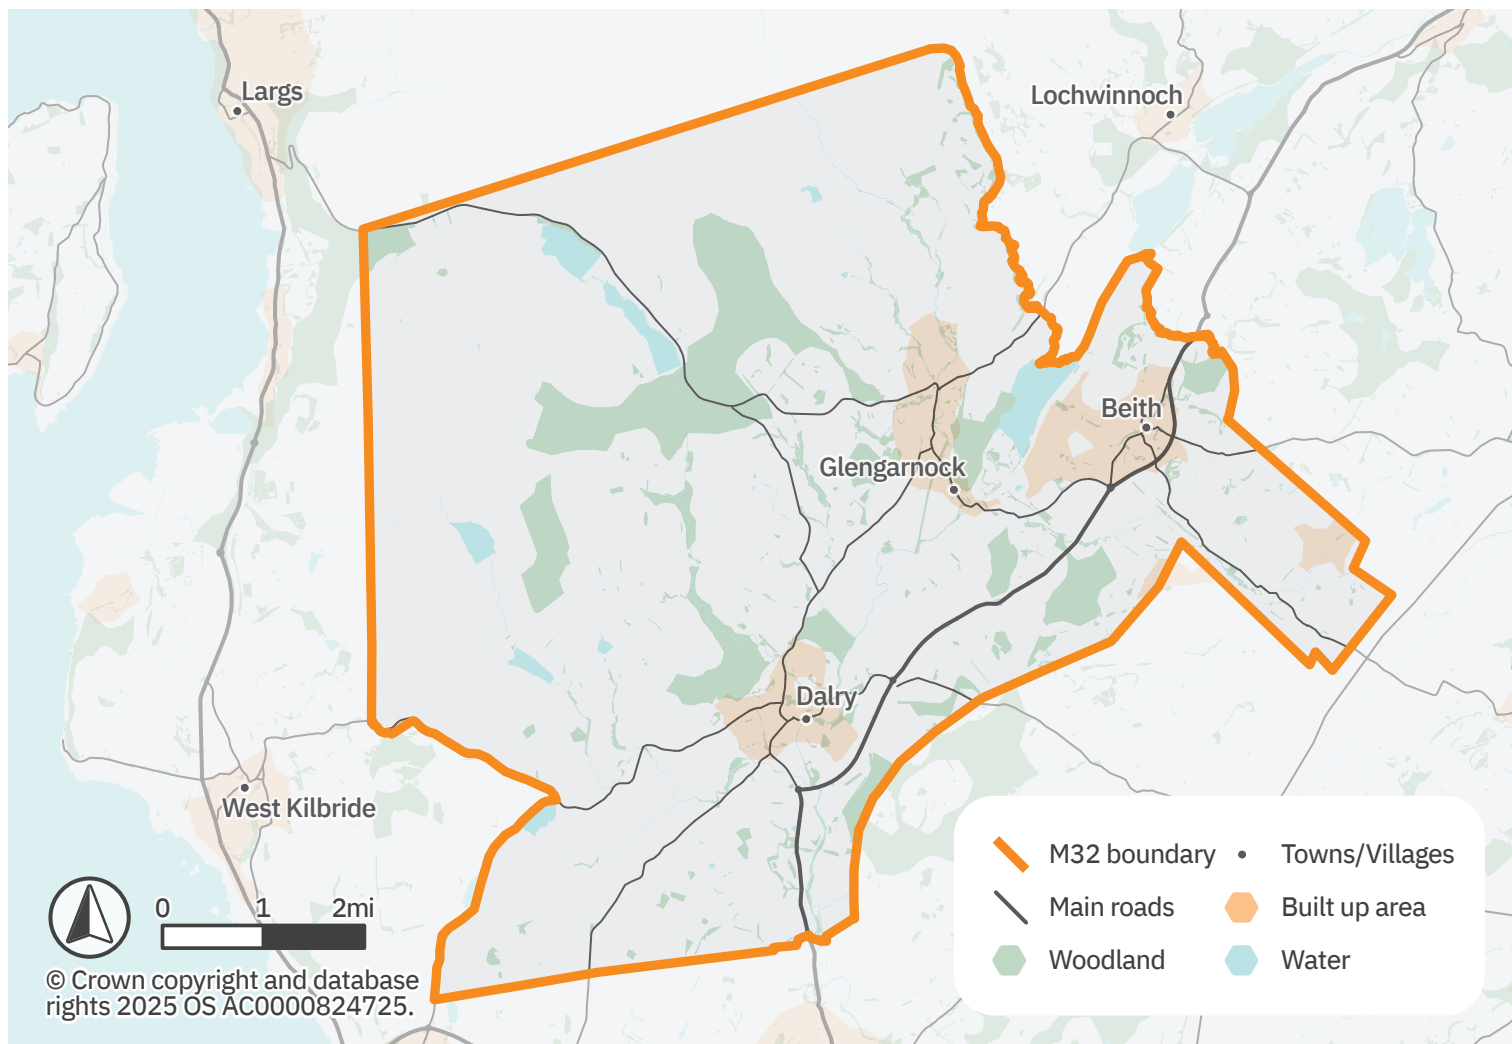 Largs
Lochwinnoch
Beith
Glengarnock
Dalry
West Kilbride
0 1 2mi
© Crown copyright and database
rights 2025 OS AC0000824725.
M32 boundary
Towns/Villages
Main roads
Built up area
Woodland
Water